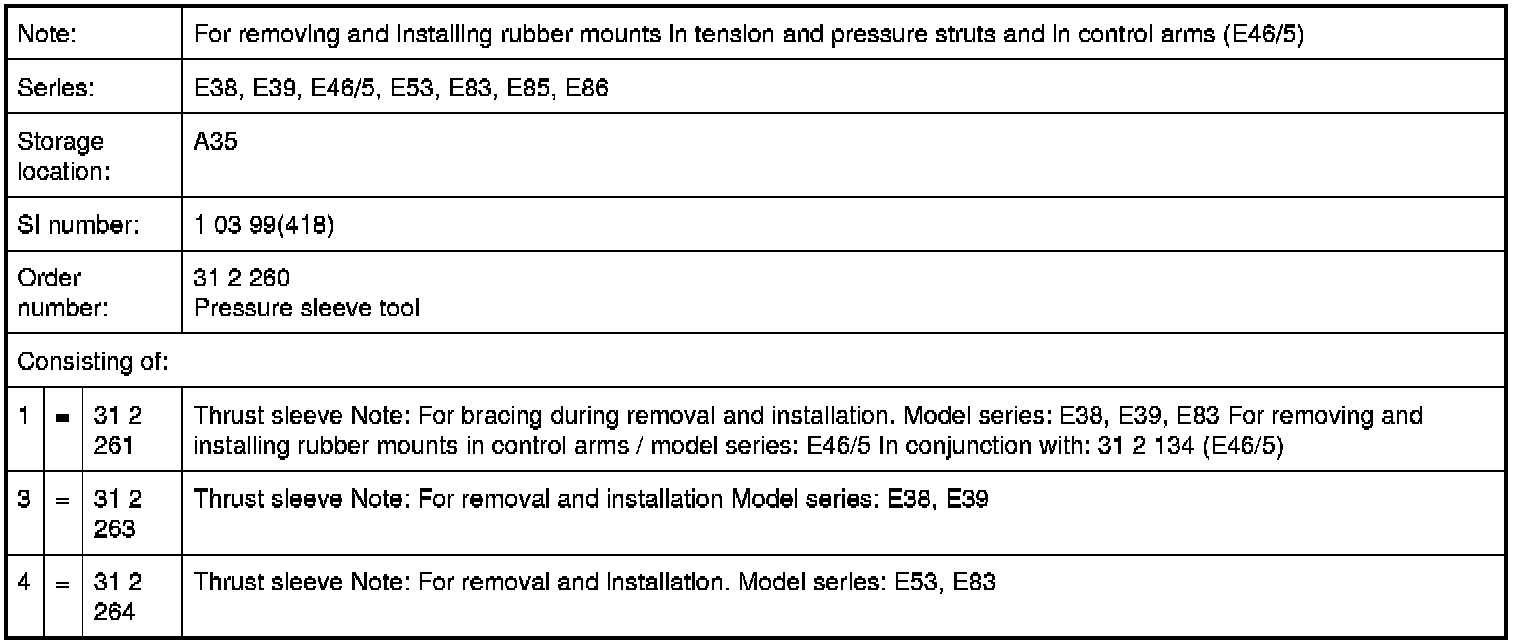 Note: For removing and installing rubber mounts in tension and pressure struts and in control arms (E46/5)
Series: E38, E39, E46/5, E53, E83, E85, E86
Storage A35
location:
SI number: 1 03 99(418)
Order 31 2 260
number: Pressure sleeve tool
Consisting of:
1 = 31 2 Thrust sleeve Note: For bracing during removal and installation. Model series: E38, E39, E83 For removing and
261 installing rubber mounts in control arms / model series: E46/5 In conjunction with: 31 2 134 (E46/5)
3 = 31 2 Thrust sleeve Note: For removal and installation Model series: E38, E39
263
4 = 31 2 Thrust sleeve Note: For removal and installation. Model series: E53, E83
264